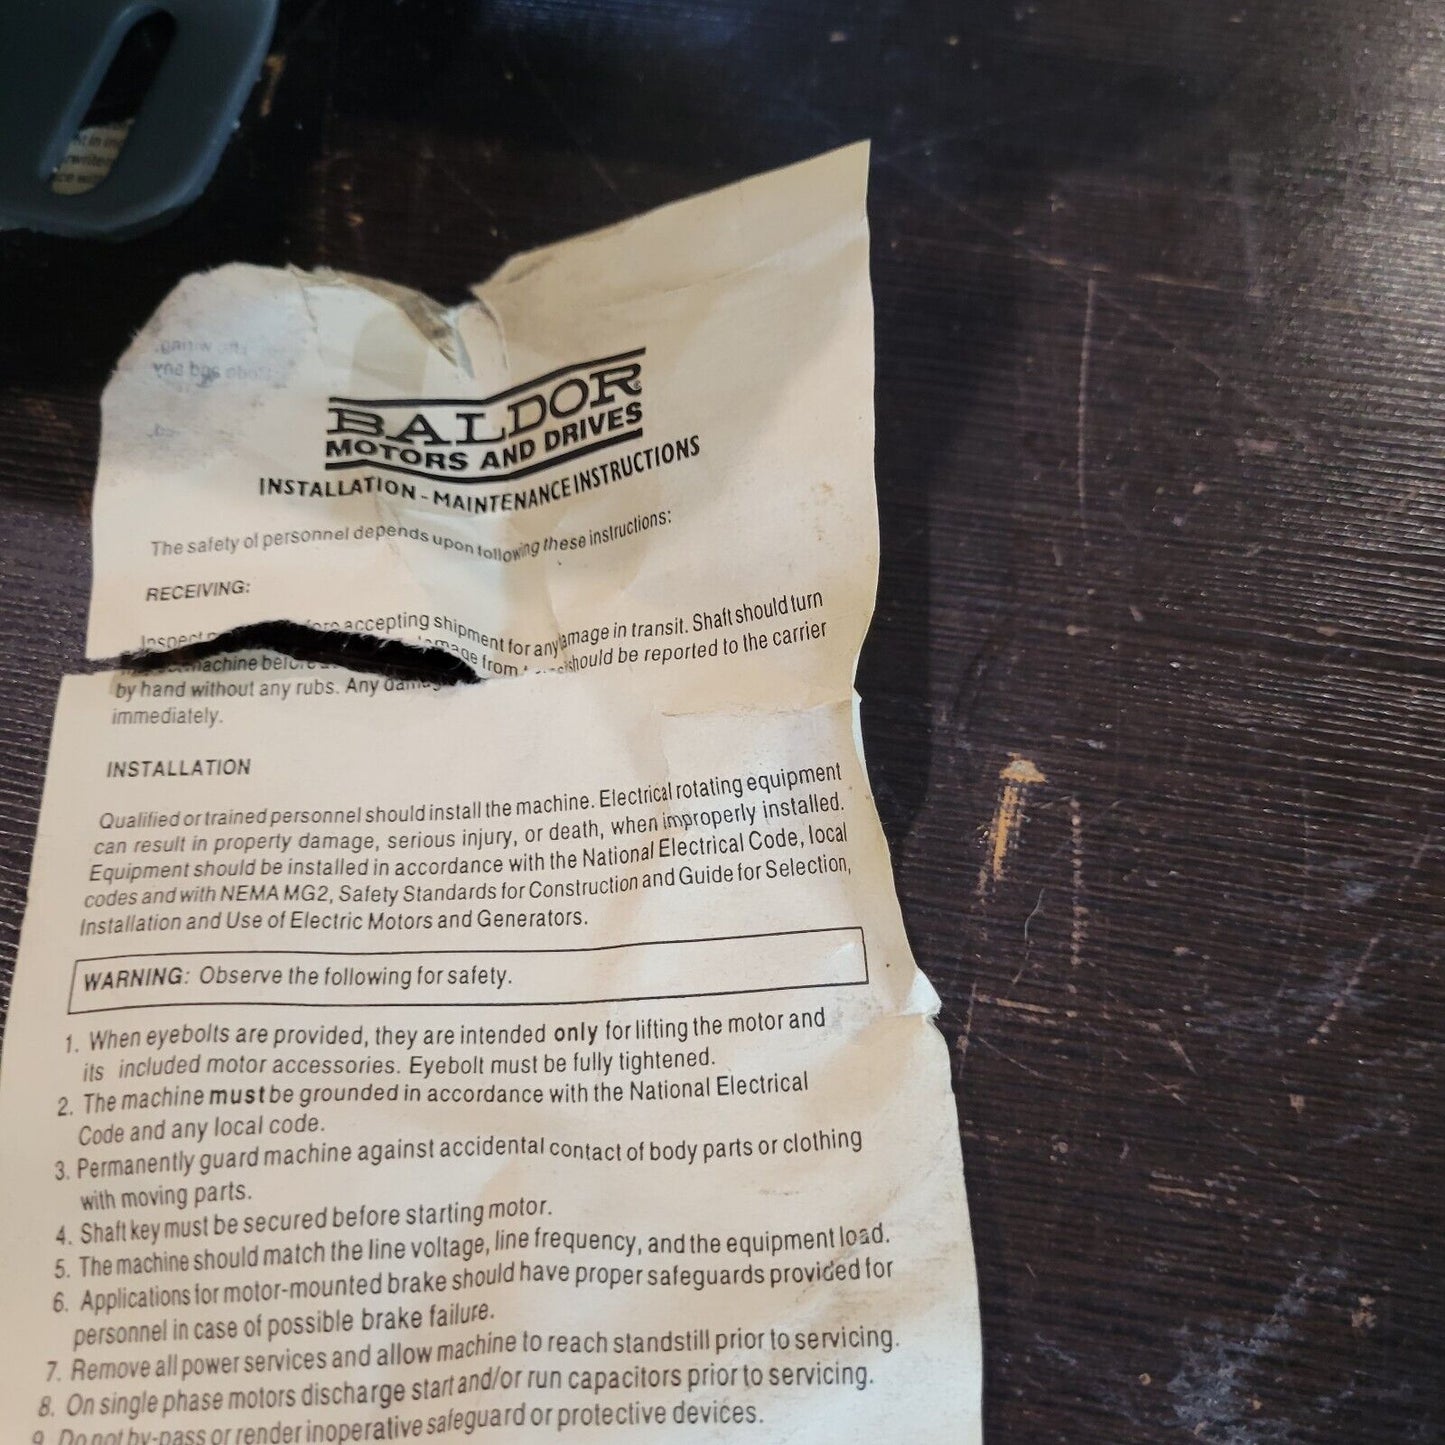 BALDOR
MOTORS AND DRIVES
INSTALLATION - MAINTENANCE INSTRUCTIONS
The safety of personnel depends upon following these instructions:
RECEIVING:
Inspect accepting shipment for any damage in transit. Shaft should turn
machine before from should be reported to the carrier
by hand without any rubs. Any
immediately.
INSTALLATION
Qualified or trained personnel should install the machine. Electrical rotating equipment
can result in property damage, serious injury, or death, when improperly installed.
Equipment should be installed in accordance with the National Electrical Code, local
codes and with NEMA MG2, Safety Standards for Construction and Guide for Selection,
Installation and Use of Electric Motors and Generators.
WARNING: Observe the following for safety.
1. When eyebolts are provided, they are intended only for lifting the motor and
its included motor accessories. Eyebolt must be fully tightened.
2. The machine must be grounded in accordance with the National Electrical
Code and any local code.
3. Permanently guard machine against accidental contact of body parts or clothing
with moving parts.
4. Shaft key must be secured before starting motor.
5. The machine should match the line voltage, line frequency, and the equipment load.
6. Applications for motor-mounted brake should have proper safeguards provided for
personnel in case of possible brake failure.
7. Remove all power services and allow machine to reach standstill prior to servicing.
8. On single phase motors discharge start and/or run capacitors prior to servicing.
9. Do not by-pass or render inoperative safeguard or protective devices.